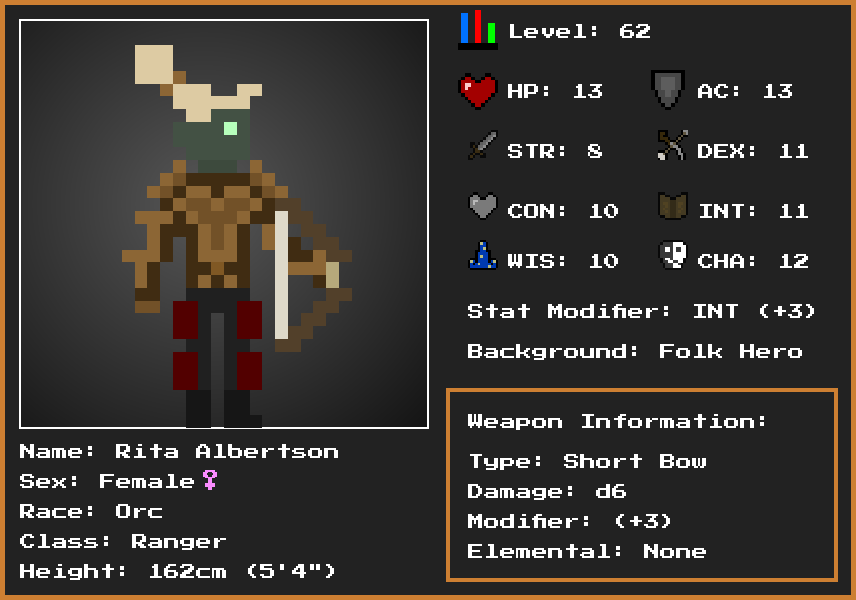 Level: 62
HP: 13 AC: 13
STR: 8 DEX: 11
CON: 10 INT: 11
WIS: 10 CHA: 12
Stat Modifier: INT (+3)
Background: Folk Hero
Name: Rita Albertson
Sex: Female♀
Race: Orc
Class: Ranger
Height: 162cm (5'4")
Weapon Information:
Type: Short Bow
Damage: d6
Modifier: (+3)
Elemental: None